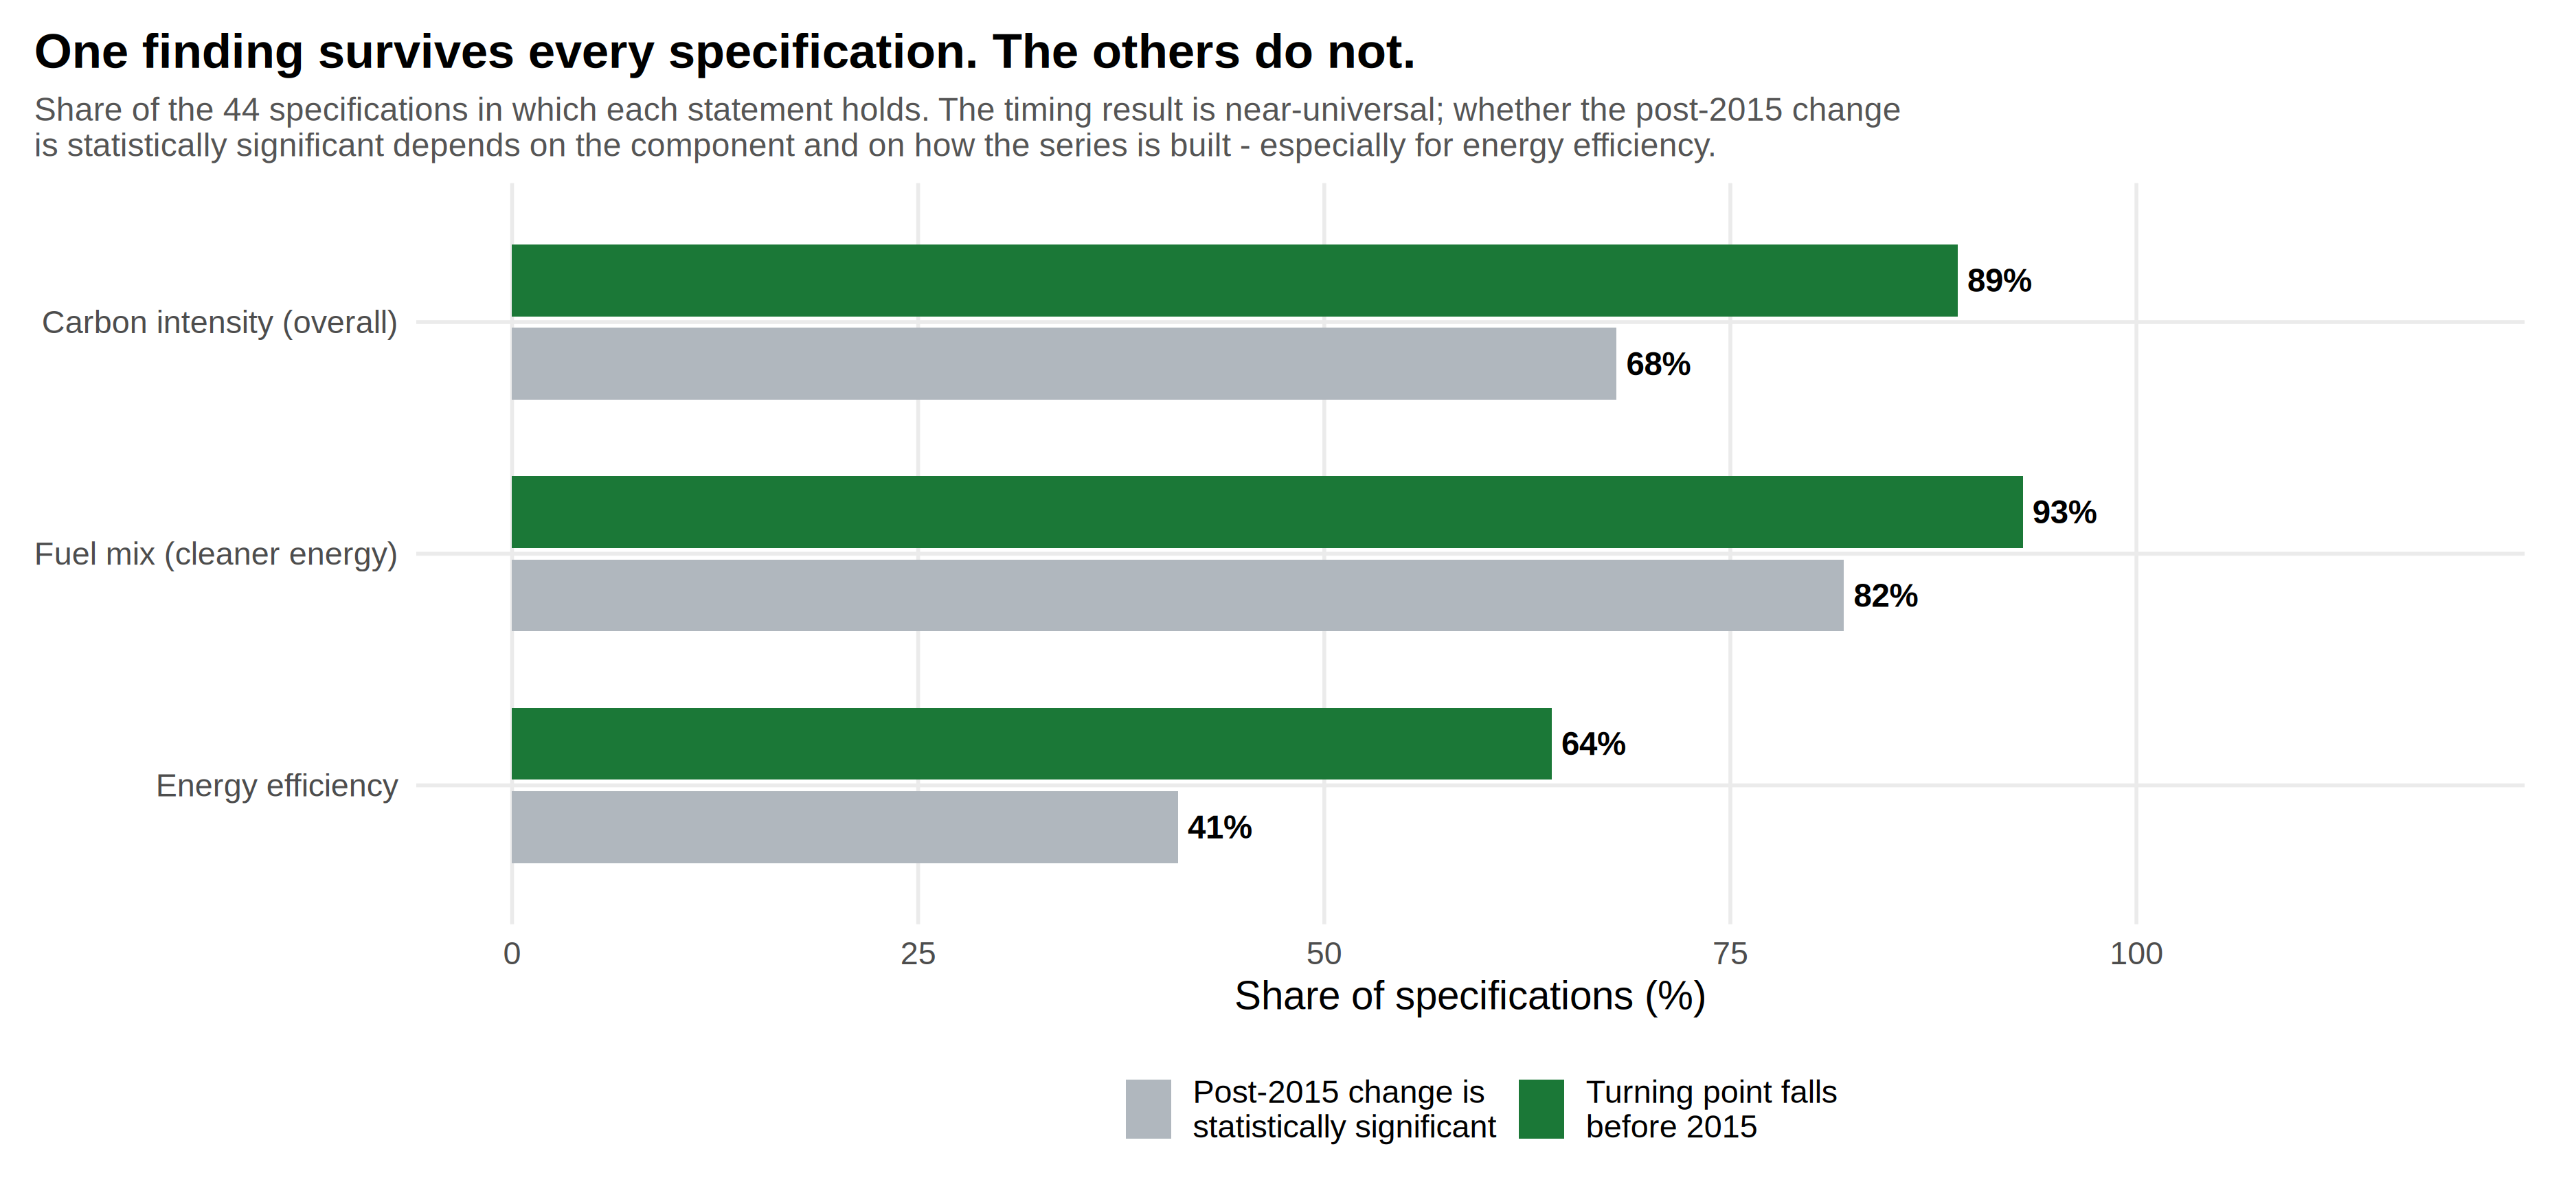 One finding survives every specification. The others do not.
Share of the 44 specifications in which each statement holds. The timing result is near-universal; whether the post-2015 change
is statistically significant depends on the component and on how the series is built - especially for energy efficiency.
89%
Carbon intensity (overall)
68%
93%
Fuel mix (cleaner energy)
82%
64%
Energy efficiency
41%
0 25 50 75 100
Share of specifications (%)
Post-2015 change is
statistically significant
Turning point falls
before 2015